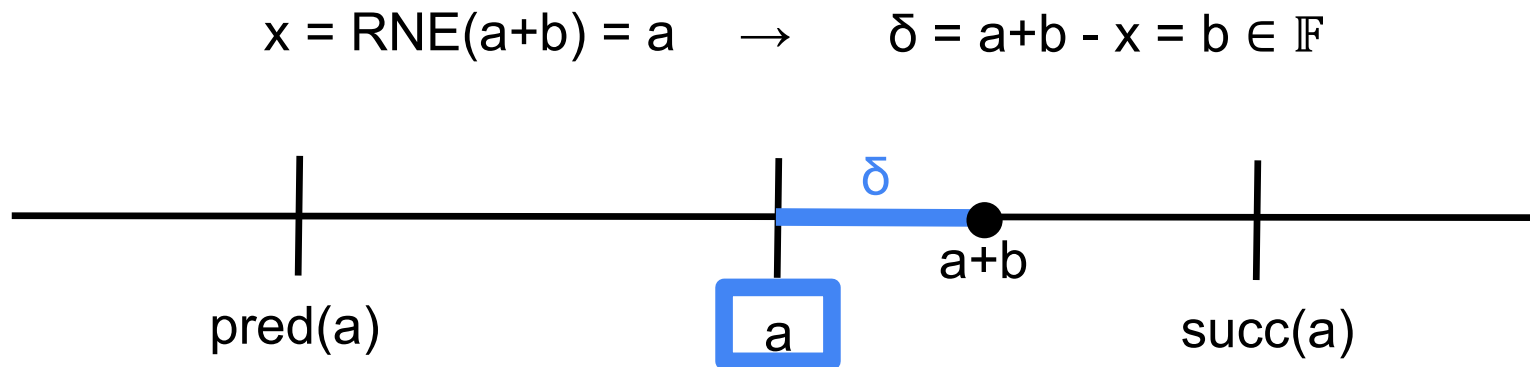 x = RNE(a+b) = a → δ = a+b - x = b ∈ 𝔽
δ
a+b
pred(a) a succ(a)